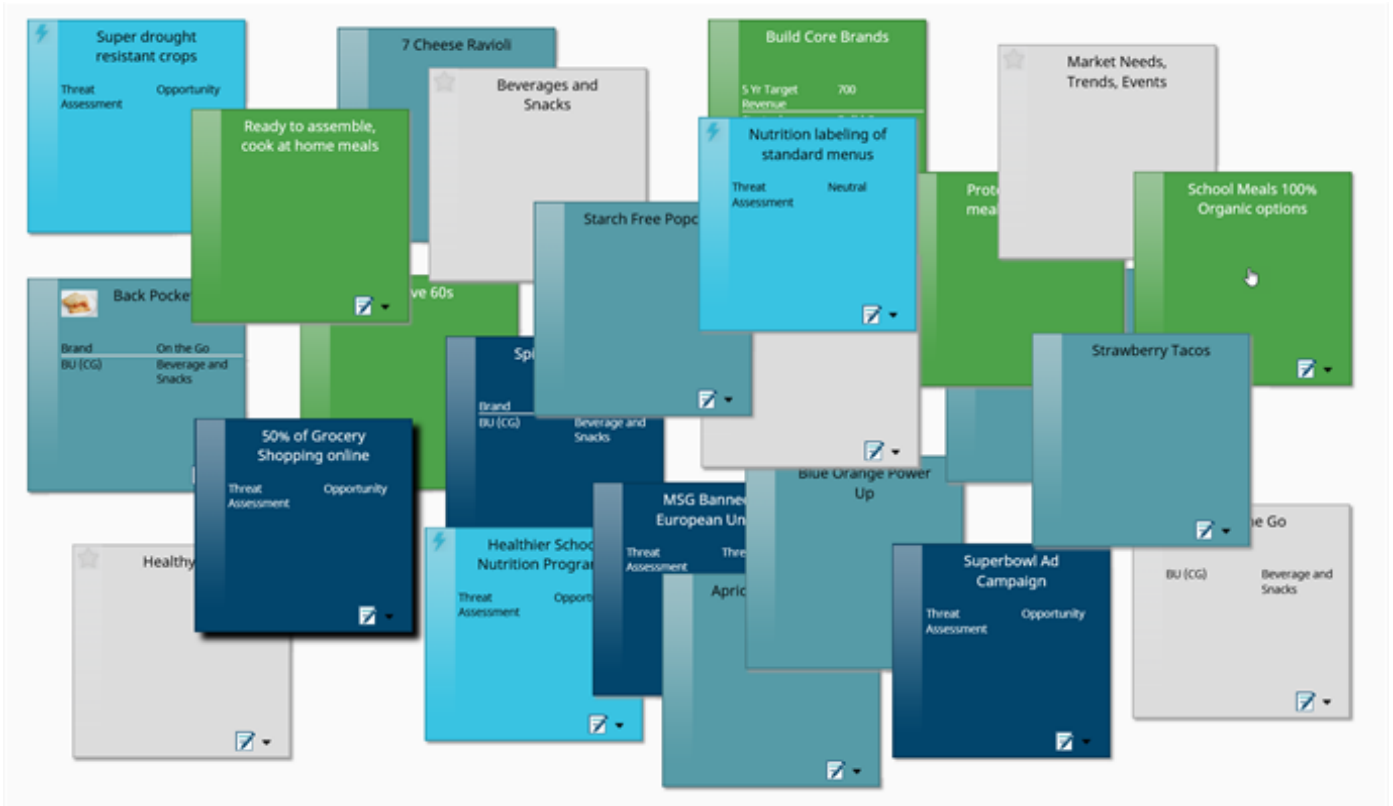 Super drought
resistant crops
Threat
Assessment
Opportunity
7 Cheese Ravioli
Beverages and
Snacks
Build Core Brands
5 Yr Target
Revenue
700
Market Needs,
Trends, Events
Ready to assemble,
cook at home meals
Nutrition labeling of
standard menus
Threat
Assessment
Neutral
School Meals 100%
Organic options
Starch Free Popc
Back Pocke
Brand
On the Go
BU (CG)
Beverage and
Snacks
ve 60s
Spi
Brand
BU (CG)
Beverage and
Snacks
Strawberry Tacos
50% of Grocery
Shopping online
Threat
Assessment
Opportunity
Blue Orange Power
Up
MSG Banne
European Un
Threat
Assessment
Thre
Healthy
Healthier Schoo
Nutrition Progra
Threat
Assessment
Opport
Apric
Superbowl Ad
Campaign
Threat
Assessment
Opportunity
he Go
BU (CG)
Beverage and
Snacks